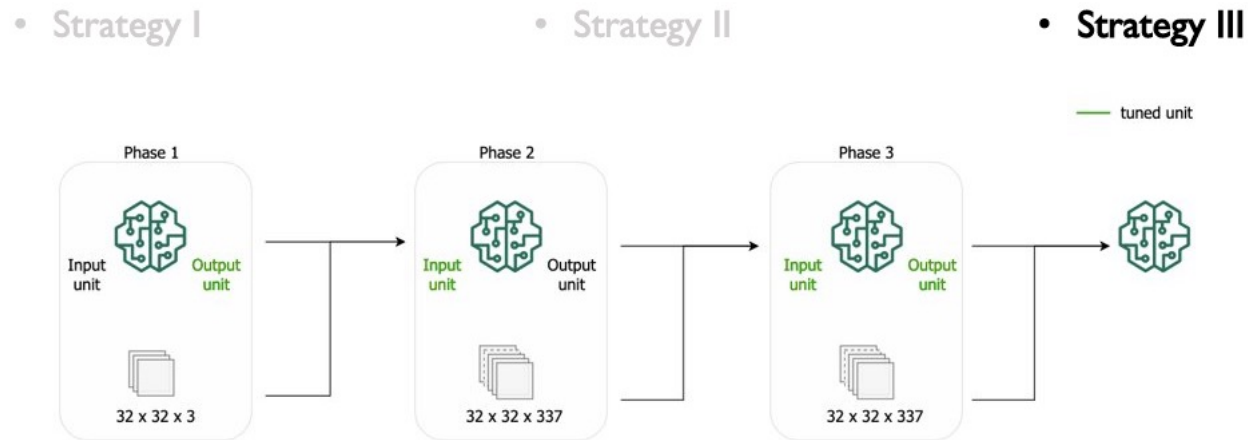 • Strategy I
• Strategy II
• Strategy III
tuned unit
Phase 1
Phase 2
Phase 3
Input
unit
Output
unit
Input
unit
Output
unit
Input
unit
Output
unit
32 x 32 x 3
32 x 32 x 337
32 x 32 x 337